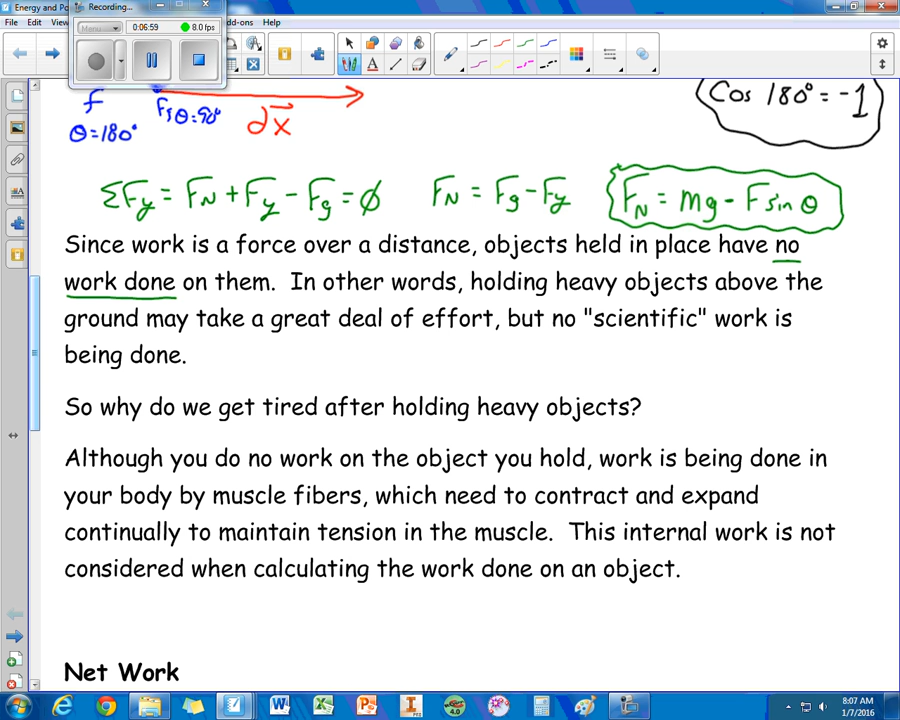 Energy and Po
Recording...
File Edit Vi
dd-ons Help
Menu 0:06:59 8.0 fps
f
θ=180°
Fg θ=90°
dx
Cos 180° = -1
ΣFy = FN + Fy - Fg = ∅ FN = Fg - Fy FN = mg - F sin θ
Since work is a force over a distance, objects held in place have no
work done on them. In other words, holding heavy objects above the
ground may take a great deal of effort, but no "scientific" work is
being done.
So why do we get tired after holding heavy objects?
Although you do no work on the object you hold, work is being done in
your body by muscle fibers, which need to contract and expand
continually to maintain tension in the muscle. This internal work is not
considered when calculating the work done on an object.
Net Work
8:07 AM
1/7/2016